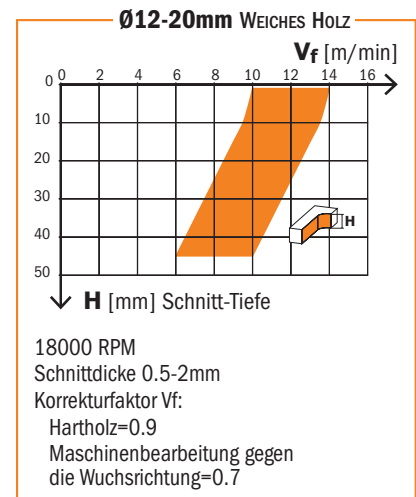 Ø12-20mm WEICHES HOLZ
Vf [m/min]
0 2 4 6 8 10 12 14 16
0
10
20
30
40
50
H
H [mm] Schnitt-Tiefe
18000 RPM
Schnittdicke 0.5-2mm
Korrekturfaktor Vf:
Hartholz=0.9
Maschinenbearbeitung gegen
die Wuchsrichtung=0.7